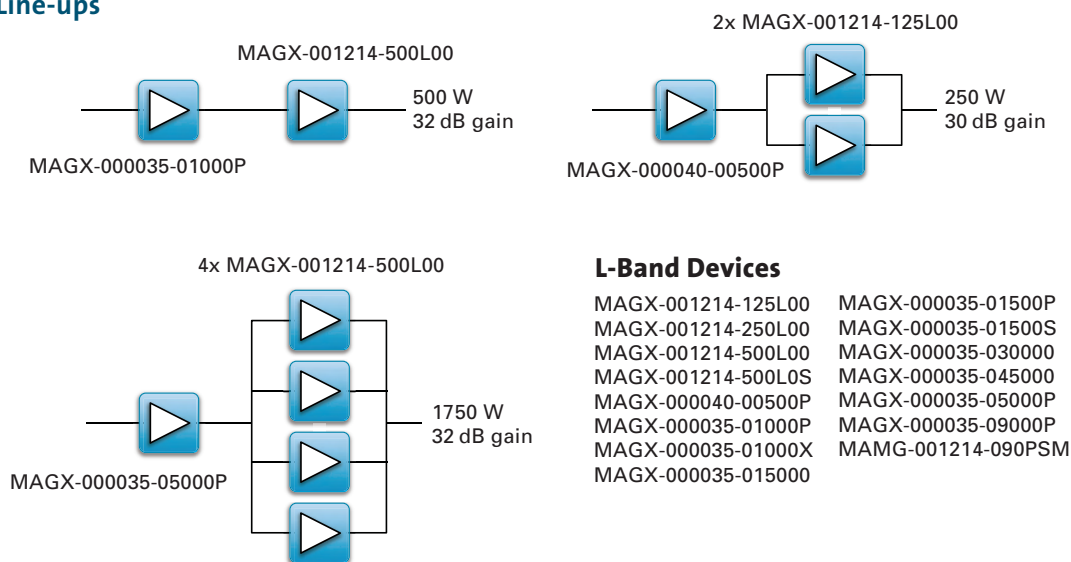 Line-ups
MAGX-001214-500L00
500 W
32 dB gain
MAGX-000035-01000P
2x MAGX-001214-125L00
250 W
30 dB gain
MAGX-000040-00500P
4x MAGX-001214-500L00
1750 W
32 dB gain
MAGX-000035-05000P
L-Band Devices
MAGX-001214-125L00
MAGX-001214-250L00
MAGX-001214-500L00
MAGX-001214-500L0S
MAGX-000040-00500P
MAGX-000035-01000P
MAGX-000035-01000X
MAGX-000035-015000
MAGX-000035-01500P
MAGX-000035-01500S
MAGX-000035-030000
MAGX-000035-045000
MAGX-000035-05000P
MAGX-000035-09000P
MAMG-001214-090PSM